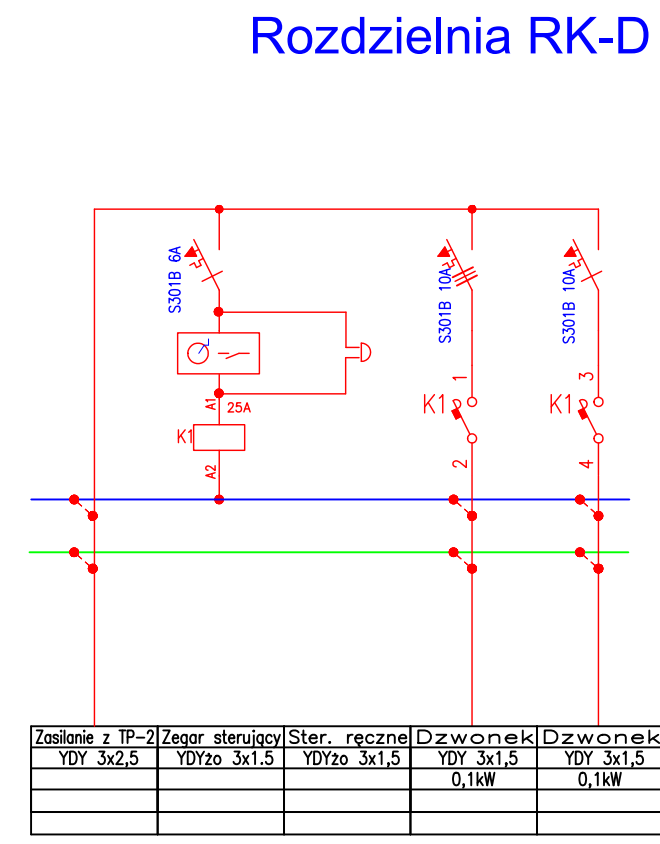 Rozdzielnia RK-D
S301B 6A
S301B 10A
S301B 10A
A1
25A
K1
A2
K1
1
2
K1
3
4
Zasilanie z TP-2 Zegar sterujący Ster. ręczne Dzwonek Dzwonek
YDY 3x2,5 YDYżo 3x1.5 YDYżo 3x1,5 YDY 3x1,5 YDY 3x1,5
0,1kW 0,1kW